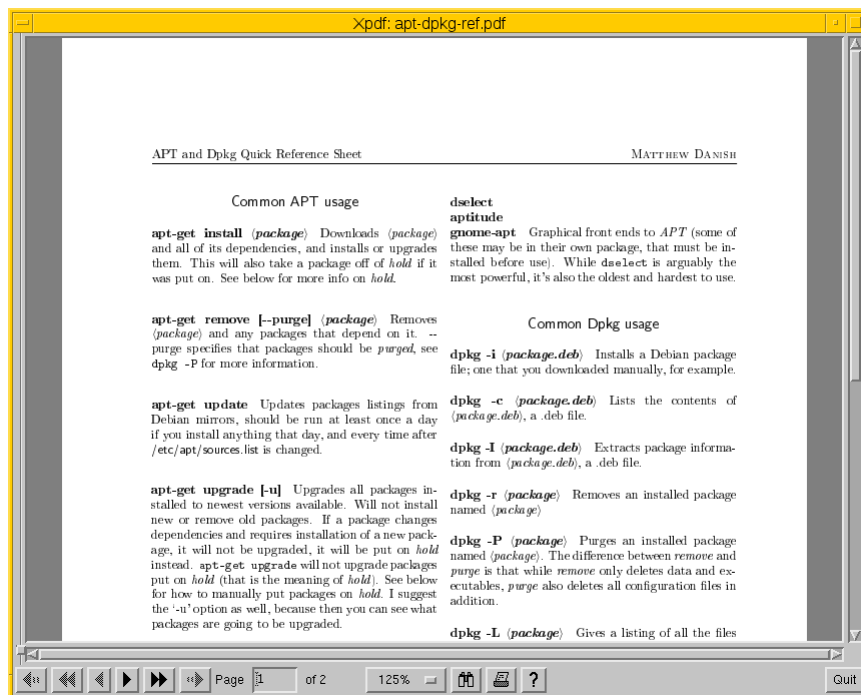 Xpdf: apt-dpkg-ref.pdf
APT and Dpkg Quick Reference Sheet
MATTHEW DANISH
Common APT usage
apt-get install ⟨package⟩ Downloads ⟨package⟩
and all of its dependencies, and installs or upgrades
them. This will also take a package off of hold if it
was put on. See below for more info on hold.
apt-get remove [--purge] ⟨package⟩ Removes
⟨package⟩ and any packages that depend on it. --
purge specifies that packages should be purged, see
dpkg -P for more information.
apt-get update Updates packages listings from
Debian mirrors, should be run at least once a day
if you install anything that day, and every time after
/etc/apt/sources.list is changed.
apt-get upgrade [-u] Upgrades all packages in-
stalled to newest versions available. Will not install
new or remove old packages. If a package changes
dependencies and requires installation of a new pack-
age, it will not be upgraded, it will be put on hold
instead. apt-get upgrade will not upgrade packages
put on hold (that is the meaning of hold). See below
for how to manually put packages on hold. I suggest
the ‘-u’ option as well, because then you can see what
packages are going to be upgraded.
dselect
aptitude
gnome-apt Graphical front ends to APT (some of
these may be in their own package, that must be in-
stalled before use). While dselect is arguably the
most powerful, it's also the oldest and hardest to use.
Common Dpkg usage
dpkg -i ⟨package.deb⟩ Installs a Debian package
file; one that you downloaded manually, for example.
dpkg -c ⟨package.deb⟩ Lists the contents of
⟨package.deb⟩, a .deb file.
dpkg -I ⟨package.deb⟩ Extracts package informa-
tion from ⟨package.deb⟩, a .deb file.
dpkg -r ⟨package⟩ Removes an installed package
named ⟨package⟩
dpkg -P ⟨package⟩ Purges an installed package
named ⟨package⟩. The difference between remove and
purge is that while remove only deletes data and ex-
ecutables, purge also deletes all configuration files in
addition.
dpkg -L ⟨package⟩ Gives a listing of all the files
Page 1 of 2 125% ? Quit